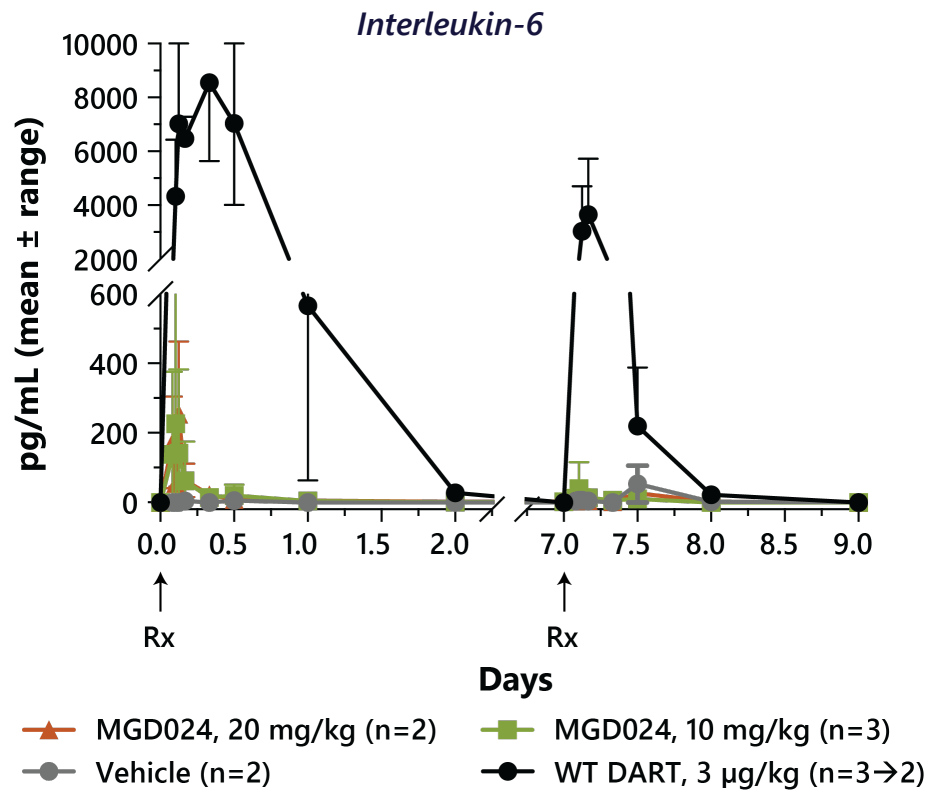 Interleukin-6
pg/mL (mean ± range)
10000
8000
6000
4000
2000
600
400
200
0
0.0 0.5 1.0 1.5 2.0 7.0 7.5 8.0 8.5 9.0
Rx Rx
Days
MGD024, 20 mg/kg (n=2) MGD024, 10 mg/kg (n=3)
Vehicle (n=2) WT DART, 3 µg/kg (n=3→2)